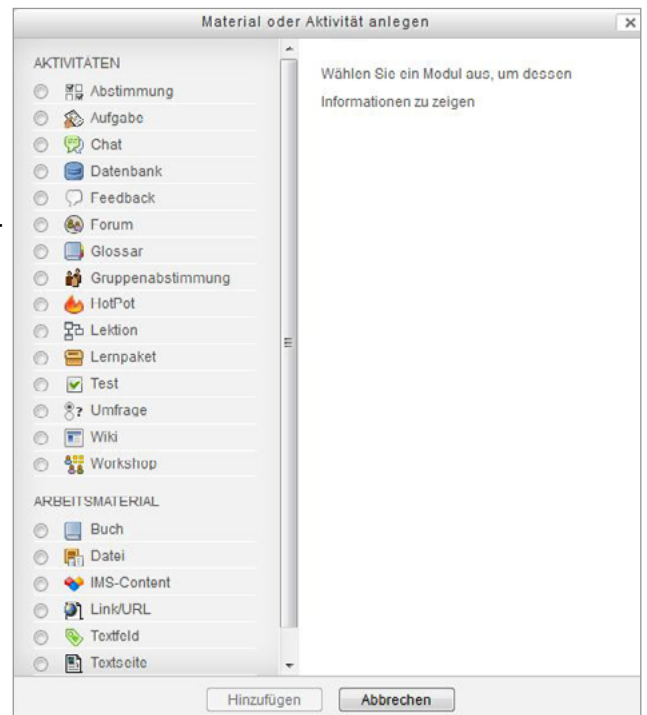 Material oder Aktivität anlegen
AKTIVITÄTEN
Abstimmung
Aufgabe
Chat
Datenbank
Feedback
Forum
Glossar
Gruppenabstimmung
HotPot
Lektion
Lernpaket
Test
Umfrage
Wiki
Workshop
ARBEITSMATERIAL
Buch
Datei
IMS-Content
Link/URL
Textfeld
Textseite
Wählen Sie ein Modul aus, um dessen
Informationen zu zeigen
Hinzufügen
Abbrechen